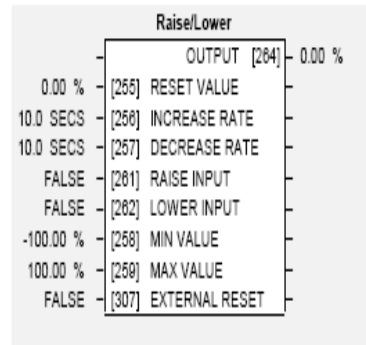 Raise/Lower
OUTPUT [264] 0.00 %
0.00 % [255] RESET VALUE
10.0 SECS [256] INCREASE RATE
10.0 SECS [257] DECREASE RATE
FALSE [261] RAISE INPUT
FALSE [262] LOWER INPUT
-100.00 % [258] MIN VALUE
100.00 % [259] MAX VALUE
FALSE [307] EXTERNAL RESET